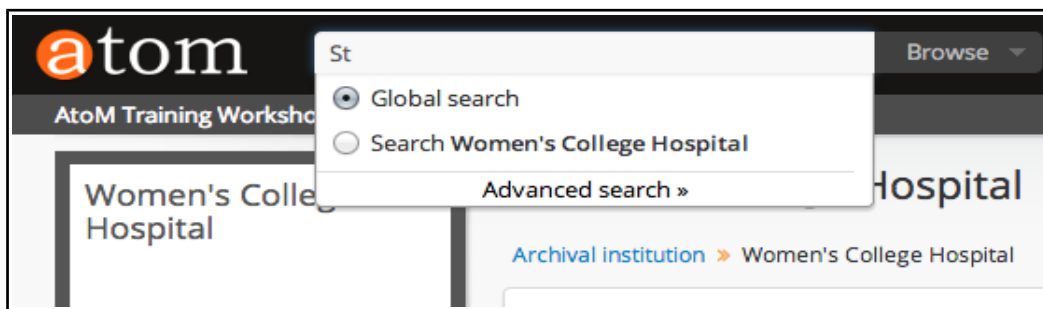 atom
St
Browse
Global search
AtoM Training Worksho
Search Women's College Hospital
Advanced search »
Women's Colle
Hospital
Hospital
Archival institution » Women's College Hospital